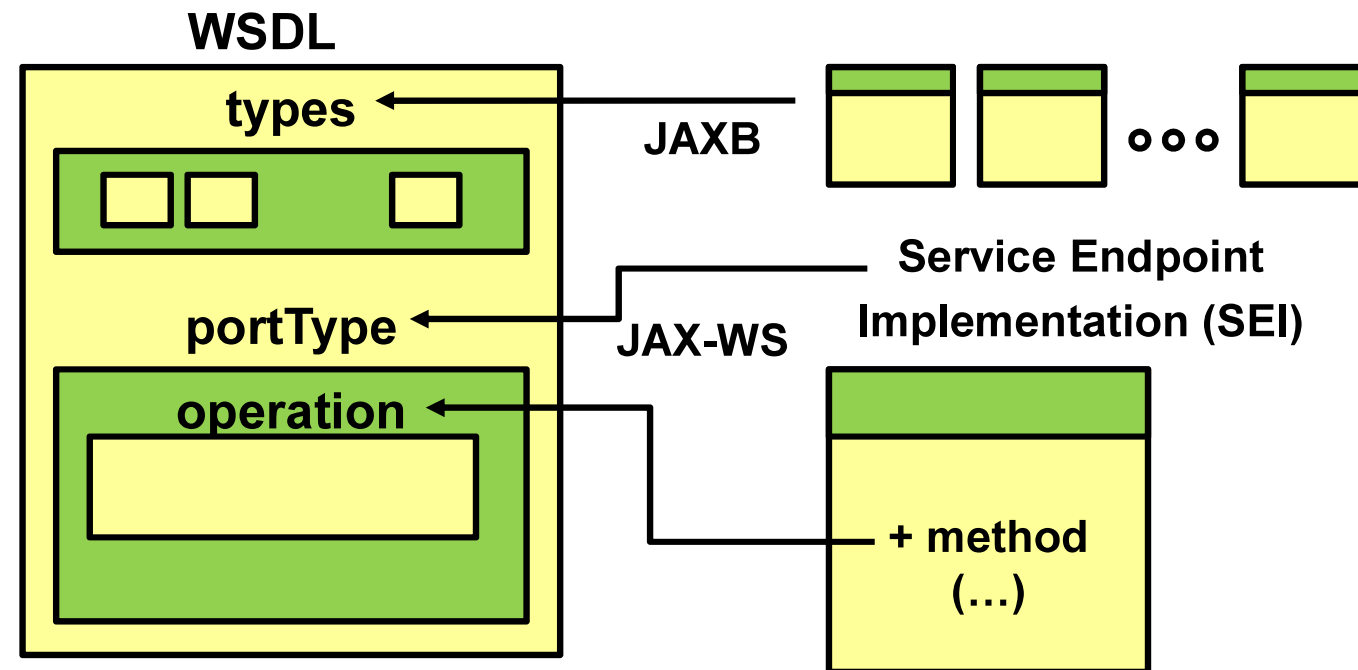 WSDL
types
JAXB
Service Endpoint
Implementation (SEI)
portType
JAX-WS
operation
+ method
(...)